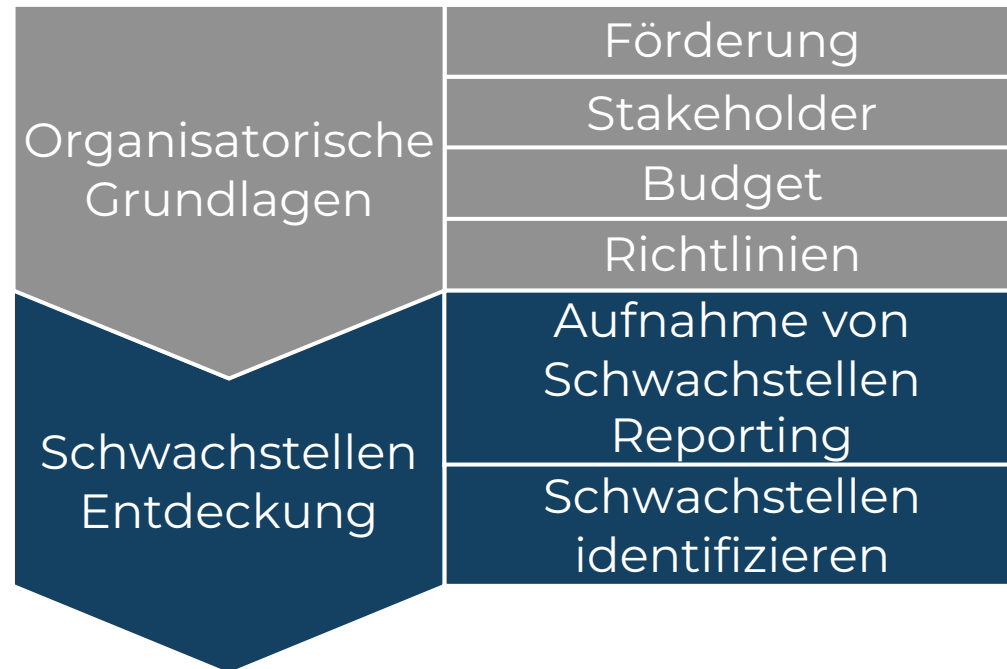 Organisatorische
Grundlagen
Förderung
Stakeholder
Budget
Richtlinien
Schwachstellen
Entdeckung
Aufnahme von
Schwachstellen
Reporting
Schwachstellen
identifizieren